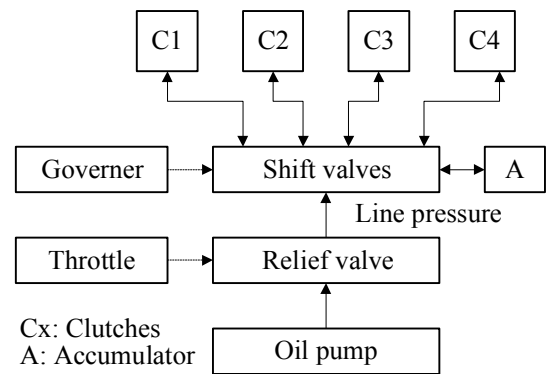 C1
C2
C3
C4
Governer
Shift valves
A
Line pressure
Throttle
Relief valve
Cx: Clutches
A: Accumulator
Oil pump